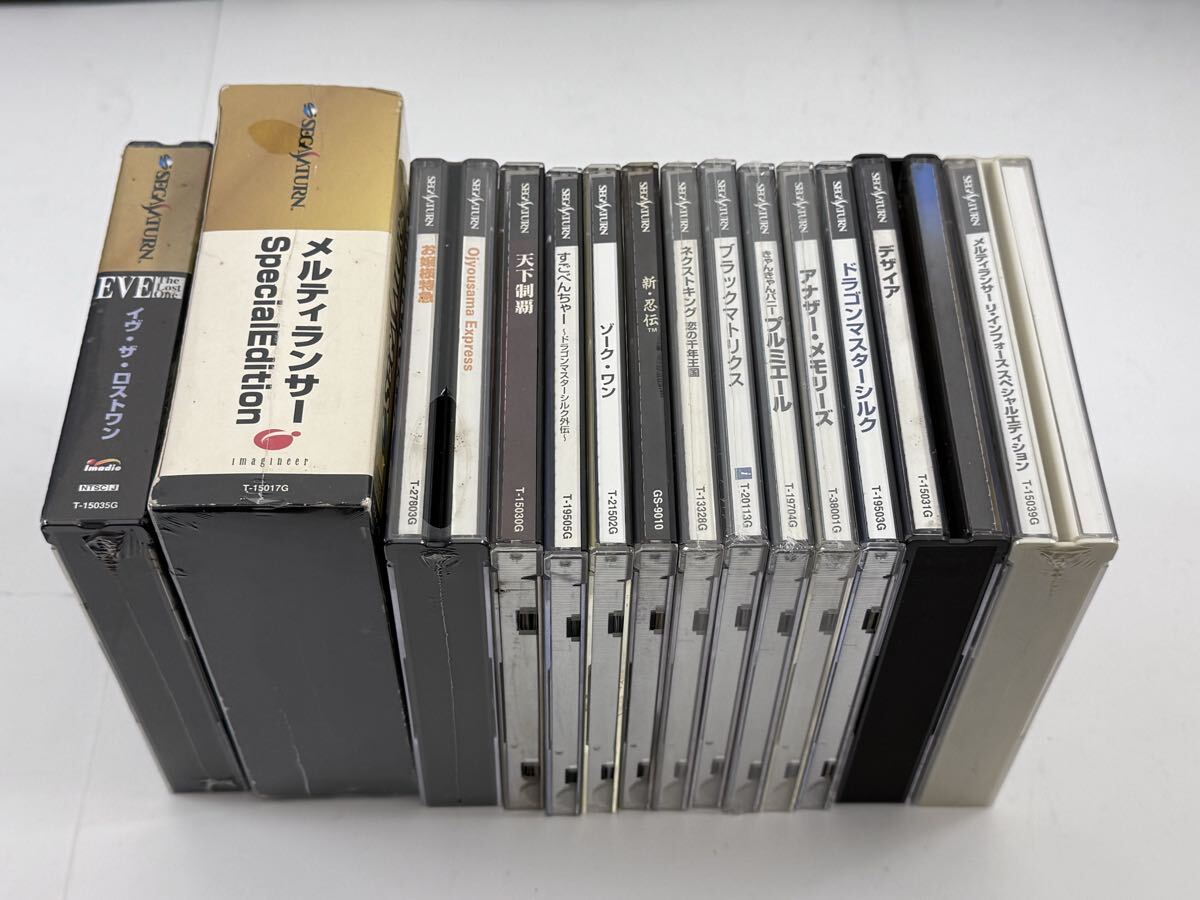 SEGA SATURN
EVE The Lost One
イヴ・ザ・ロストワン
imadio
NTSC J
T-15035G
SEGA SATURN
メルティランサー
SpecialEdition
imagineer
T-15017G
SEGA SATURN
お嬢様特急
T-27803G
SEGA SATURN
Ojyousama Express
SEGA SATURN
天下制覇
T-15030G
SEGA SATURN
すごべんちゃー〜ドラゴンマスターシルク外伝〜
T-19505G
SEGA SATURN
ゾーク・ワン
T-21502G
SEGA SATURN
新・忍伝™
GS-9010
SEGA SATURN
ネクストキング 恋の千年王国
T-13328G
SEGA SATURN
ブラックマトリクス
T-20113G
SEGA SATURN
きゃんきゃんバニー プルミエール
T-19704G
SEGA SATURN
アナザー・メモリーズ
T-38001G
SEGA SATURN
ドラゴンマスターシルク
T-19503G
SEGA SATURN
デザイア
T-15031G
SEGA SATURN
メルティランサーリ・インフォース スペシャルエディション
T-15039G